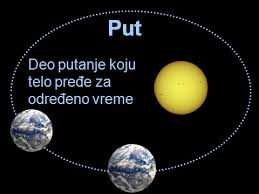 Put
Deo putanje koju
telo pređe za
određeno vreme